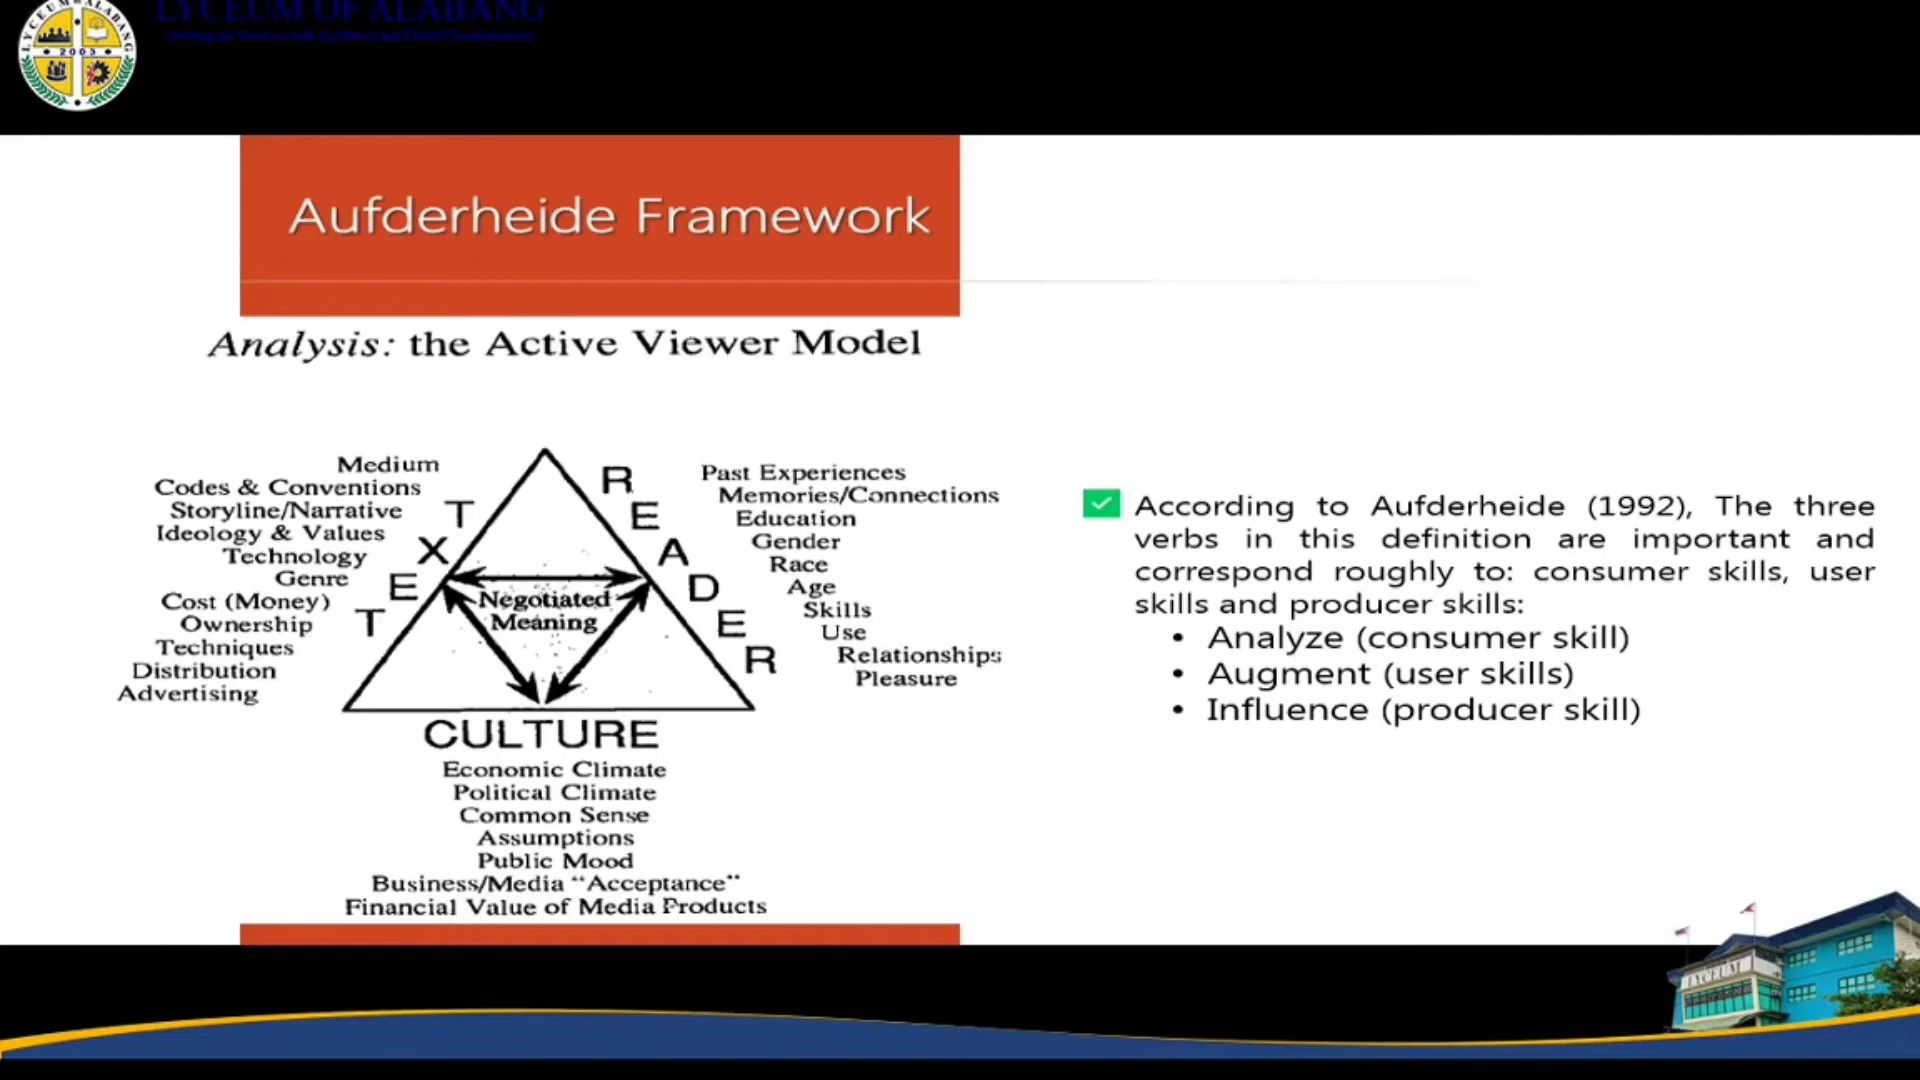 LYCEUM OF ALABANG
2003
Aufderheide Framework
Analysis: the Active Viewer Model
TEXT
Medium
Codes & Conventions
Storyline/Narrative
Ideology & Values
Technology
Genre
Cost (Money)
Ownership
Techniques
Distribution
Advertising
READER
Past Experiences
Memories/Connections
Education
Gender
Race
Age
Skills
Use
Relationships
Pleasure
Negotiated
Meaning
CULTURE
Economic Climate
Political Climate
Common Sense
Assumptions
Public Mood
Business/Media “Acceptance”
Financial Value of Media Products
According to Aufderheide (1992), The three
verbs in this definition are important and
correspond roughly to: consumer skills, user
skills and producer skills:
• Analyze (consumer skill)
• Augment (user skills)
• Influence (producer skill)
LYCEUM